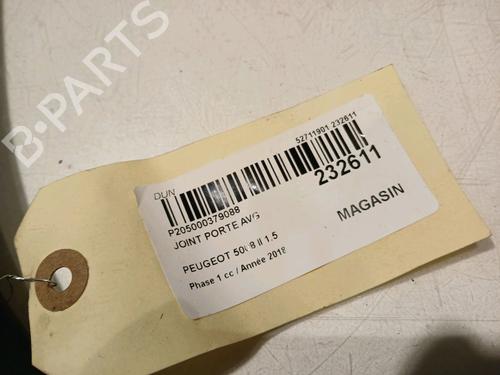 B-PARTS
DUN
52711901 232611
P205000379088
232611
JOINT PORTE AVG
MAGASIN
PEUGEOT 5008 II 1.5
Phase 1 cc / Année 2018